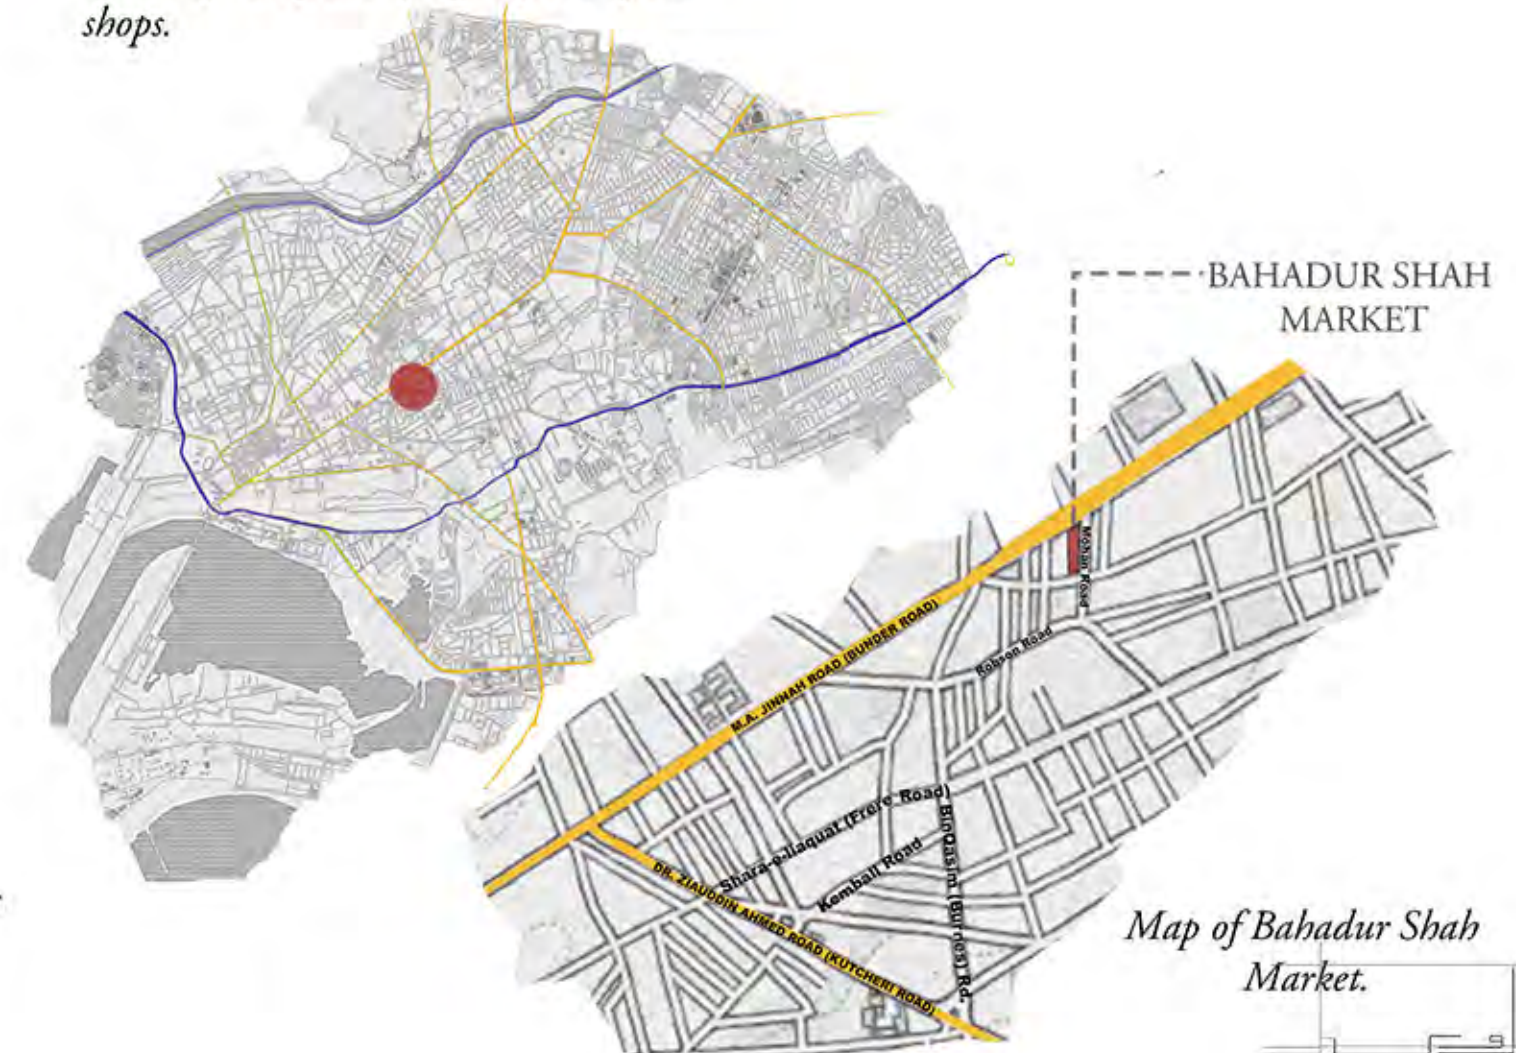 shops.
BAHADUR SHAH
MARKET
Mohan Road
Robson Road
M.A. JINNAH ROAD (BUNDER ROAD)
Shara-e-liaquat (Frere Road)
Kemball Road
BinQasim (Burnes) Rd.
DR. ZIAUDDIN AHMED ROAD (KUTCHERI ROAD)
Map of Bahadur Shah
Market.